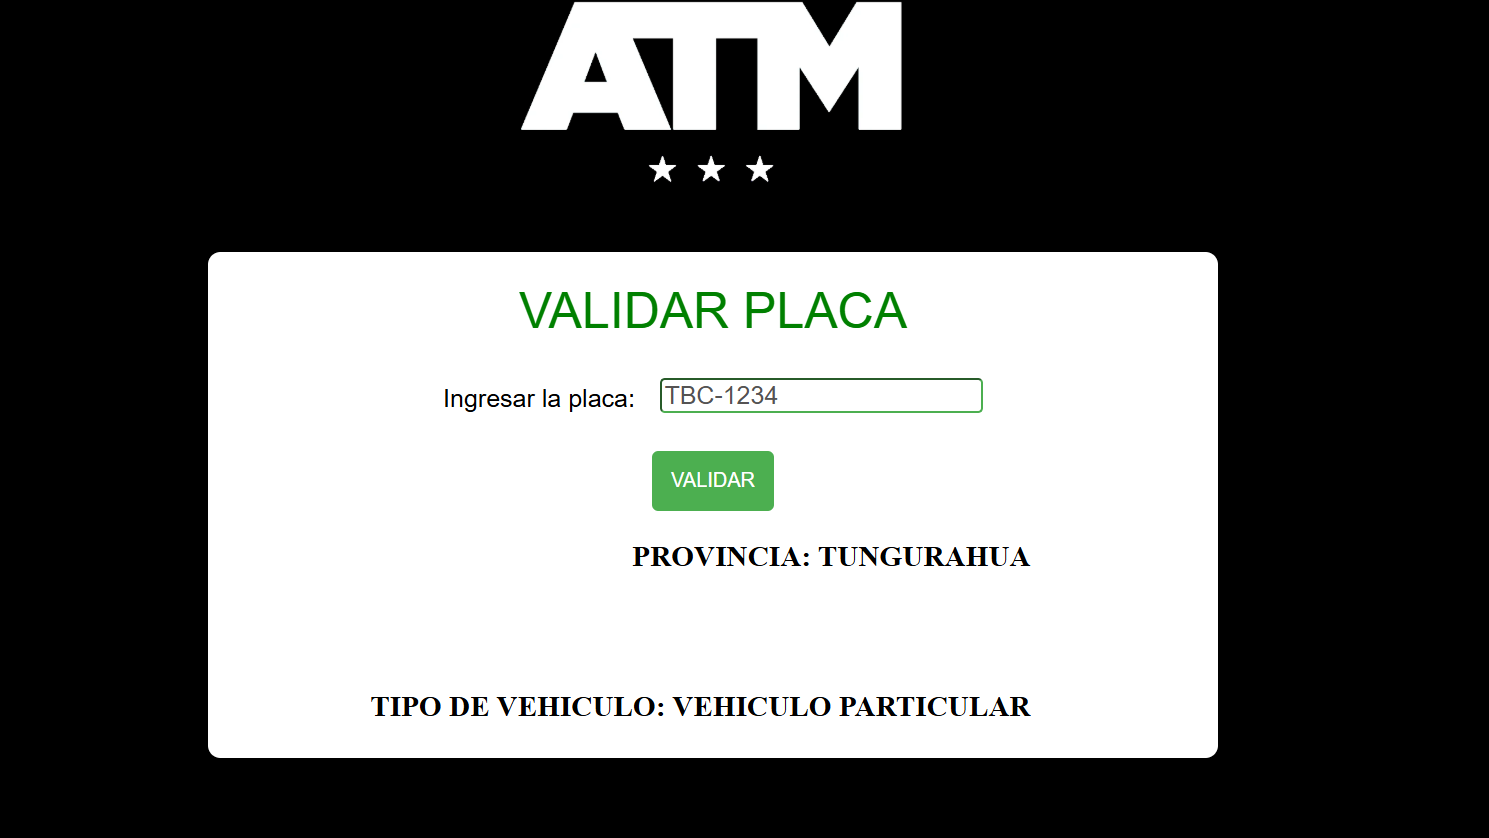 ATM
VALIDAR PLACA
Ingresar la placa: TBC-1234
VALIDAR
PROVINCIA: TUNGURAHUA
TIPO DE VEHICULO: VEHICULO PARTICULAR